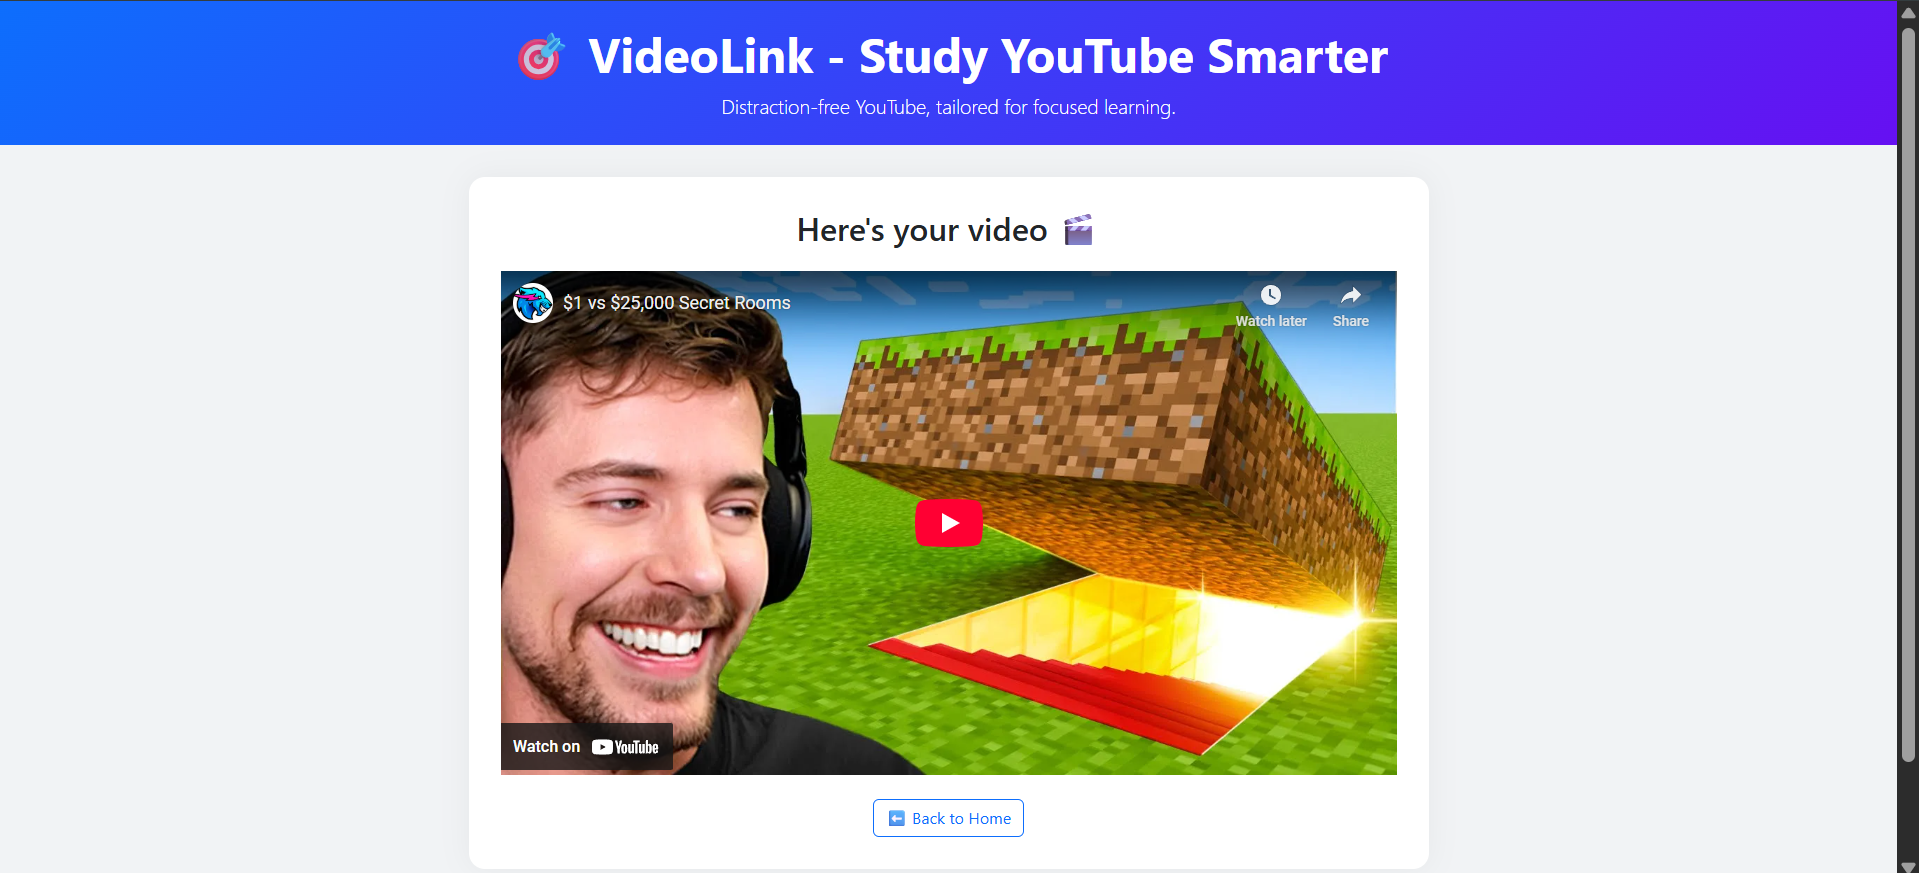 VideoLink - Study YouTube Smarter
Distraction-free YouTube, tailored for focused learning.
Here's your video
$1 vs $25,000 Secret Rooms
Watch later
Share
Watch on YouTube
Back to Home